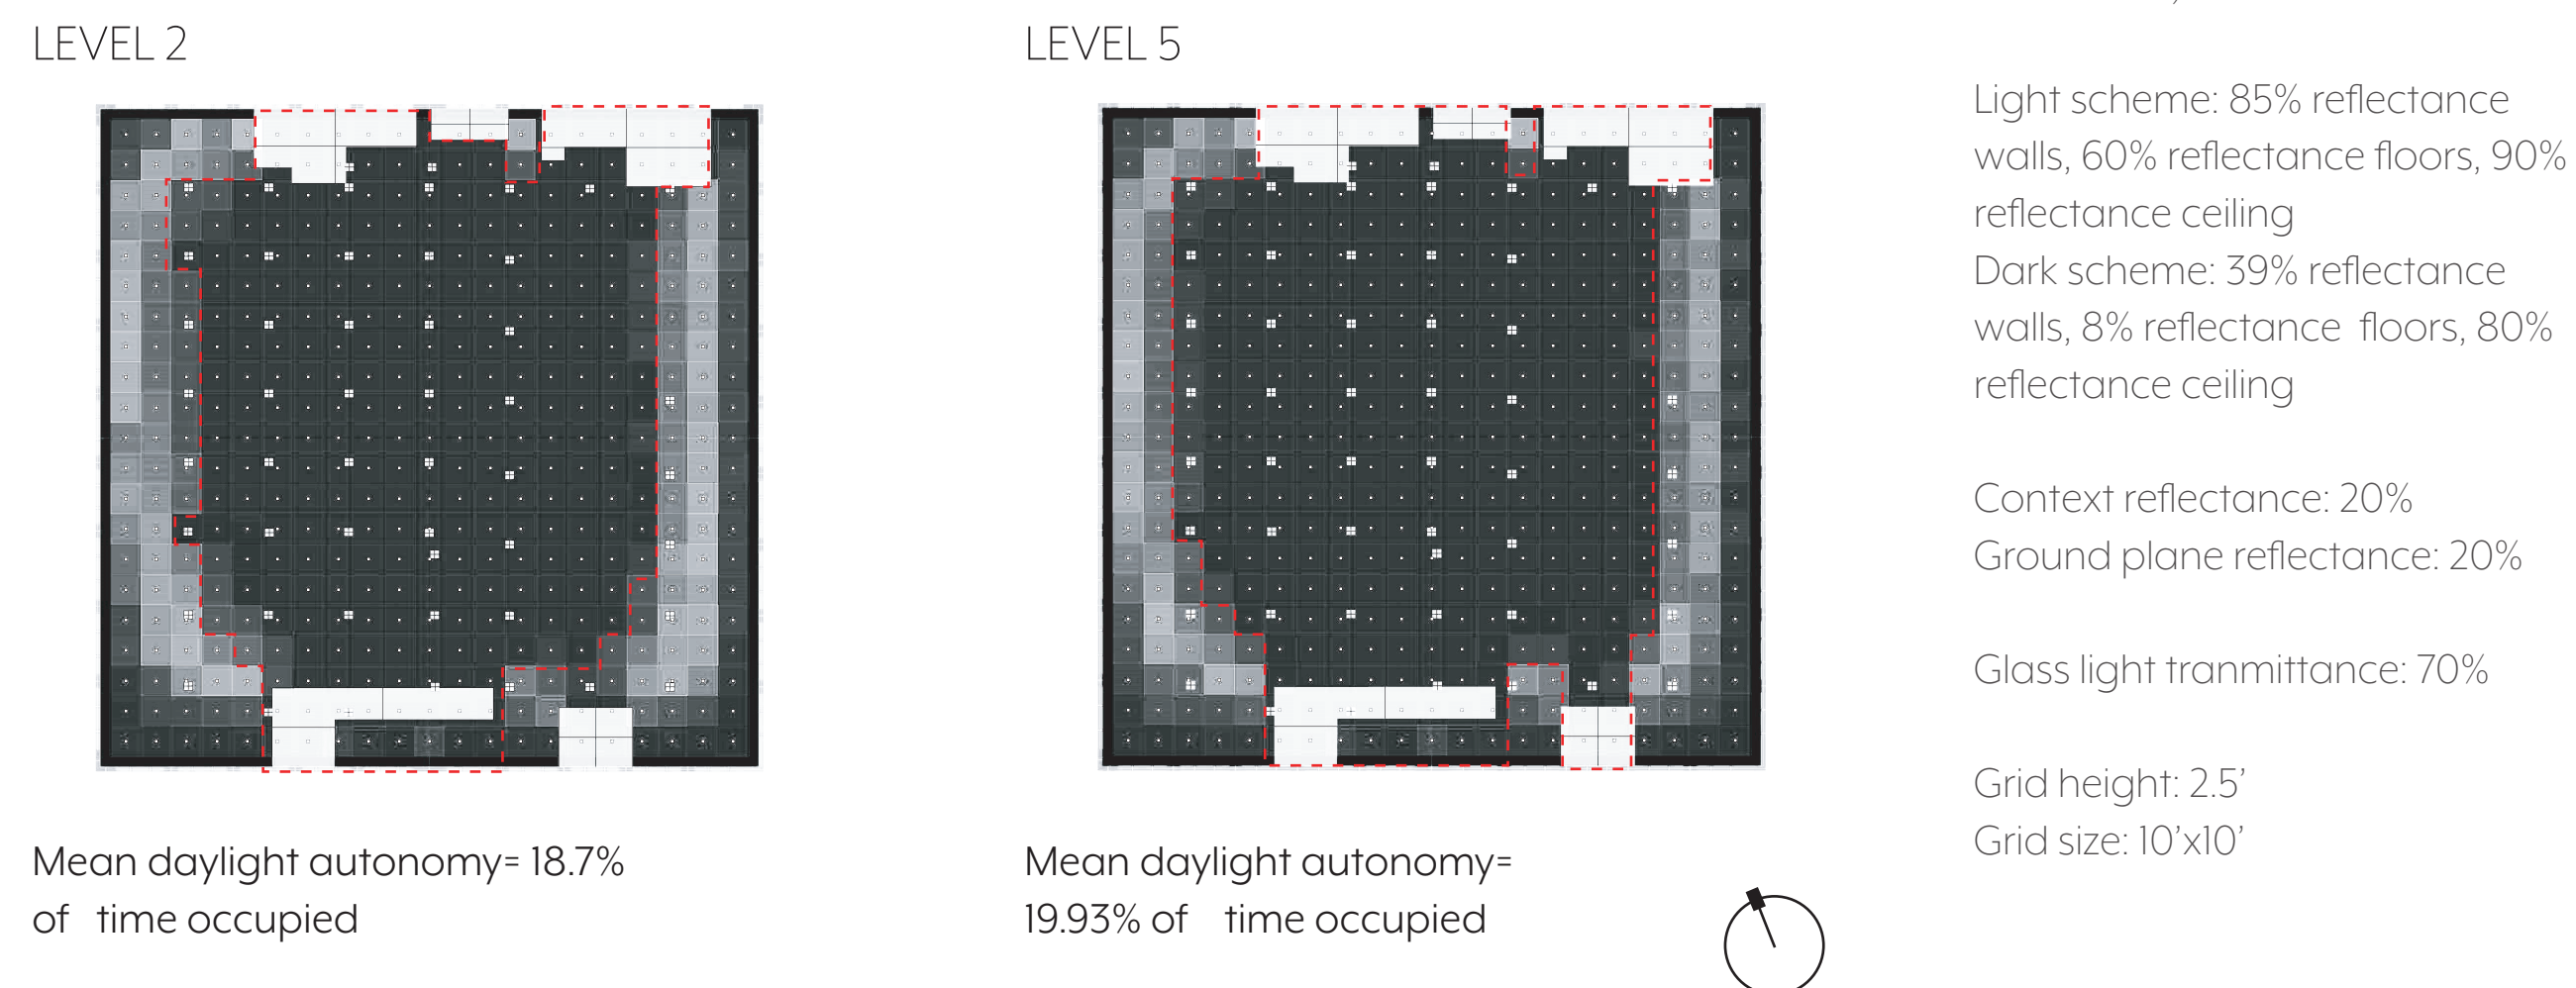 LEVEL 2
Mean daylight autonomy= 18.7%
of time occupied
LEVEL 5
Mean daylight autonomy=
19.93% of time occupied
Light scheme: 85% reflectance
walls, 60% reflectance floors, 90%
reflectance ceiling
Dark scheme: 39% reflectance
walls, 8% reflectance floors, 80%
reflectance ceiling
Context reflectance: 20%
Ground plane reflectance: 20%
Glass light tranmittance: 70%
Grid height: 2.5’
Grid size: 10’x10’